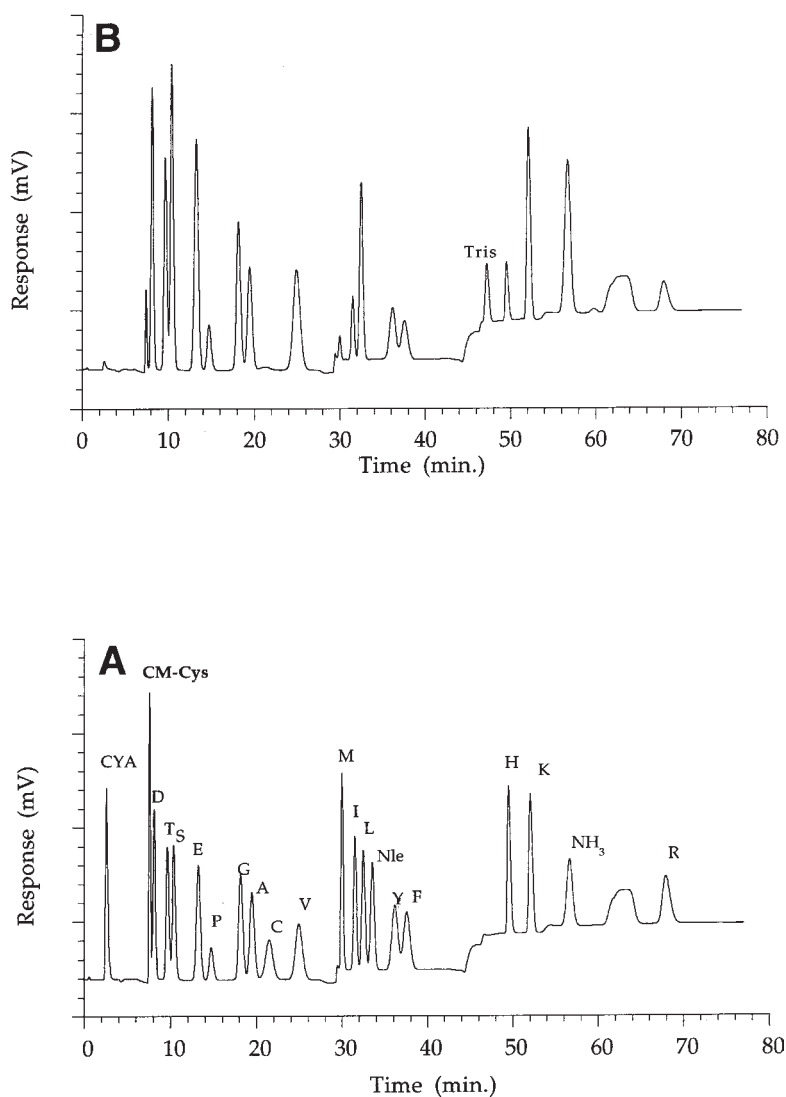 B
Response (mV)
Tris
0 10 20 30 40 50 60 70 80
Time (min.)
A
CM-Cys
CYA
D
T
S
E
P
G
A
C
V
M
I
L
Nle
Y
F
H
K
NH3
R
Response (mV)
0 10 20 30 40 50 60 70 80
Time (min.)